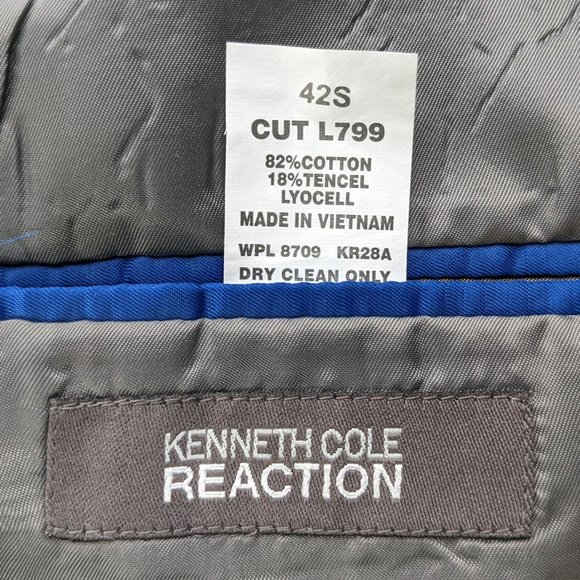 42S
CUT L799
82%COTTON
18%TENCEL
LYOCELL
MADE IN VIETNAM
WPL 8709 KR28A
DRY CLEAN ONLY
KENNETH COLE
REACTION